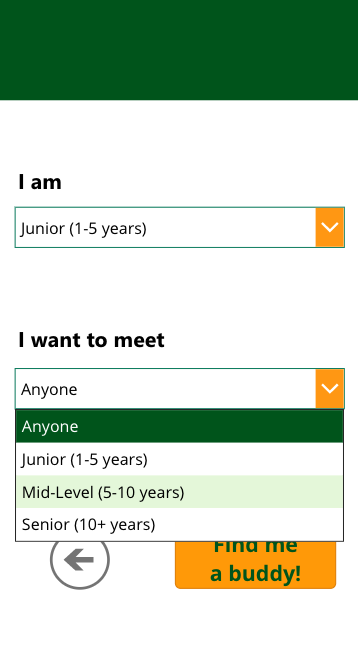 I am
Junior (1-5 years)
I want to meet
Anyone
Anyone
Junior (1-5 years)
Mid-Level (5-10 years)
Senior (10+ years)
Find me
a buddy!